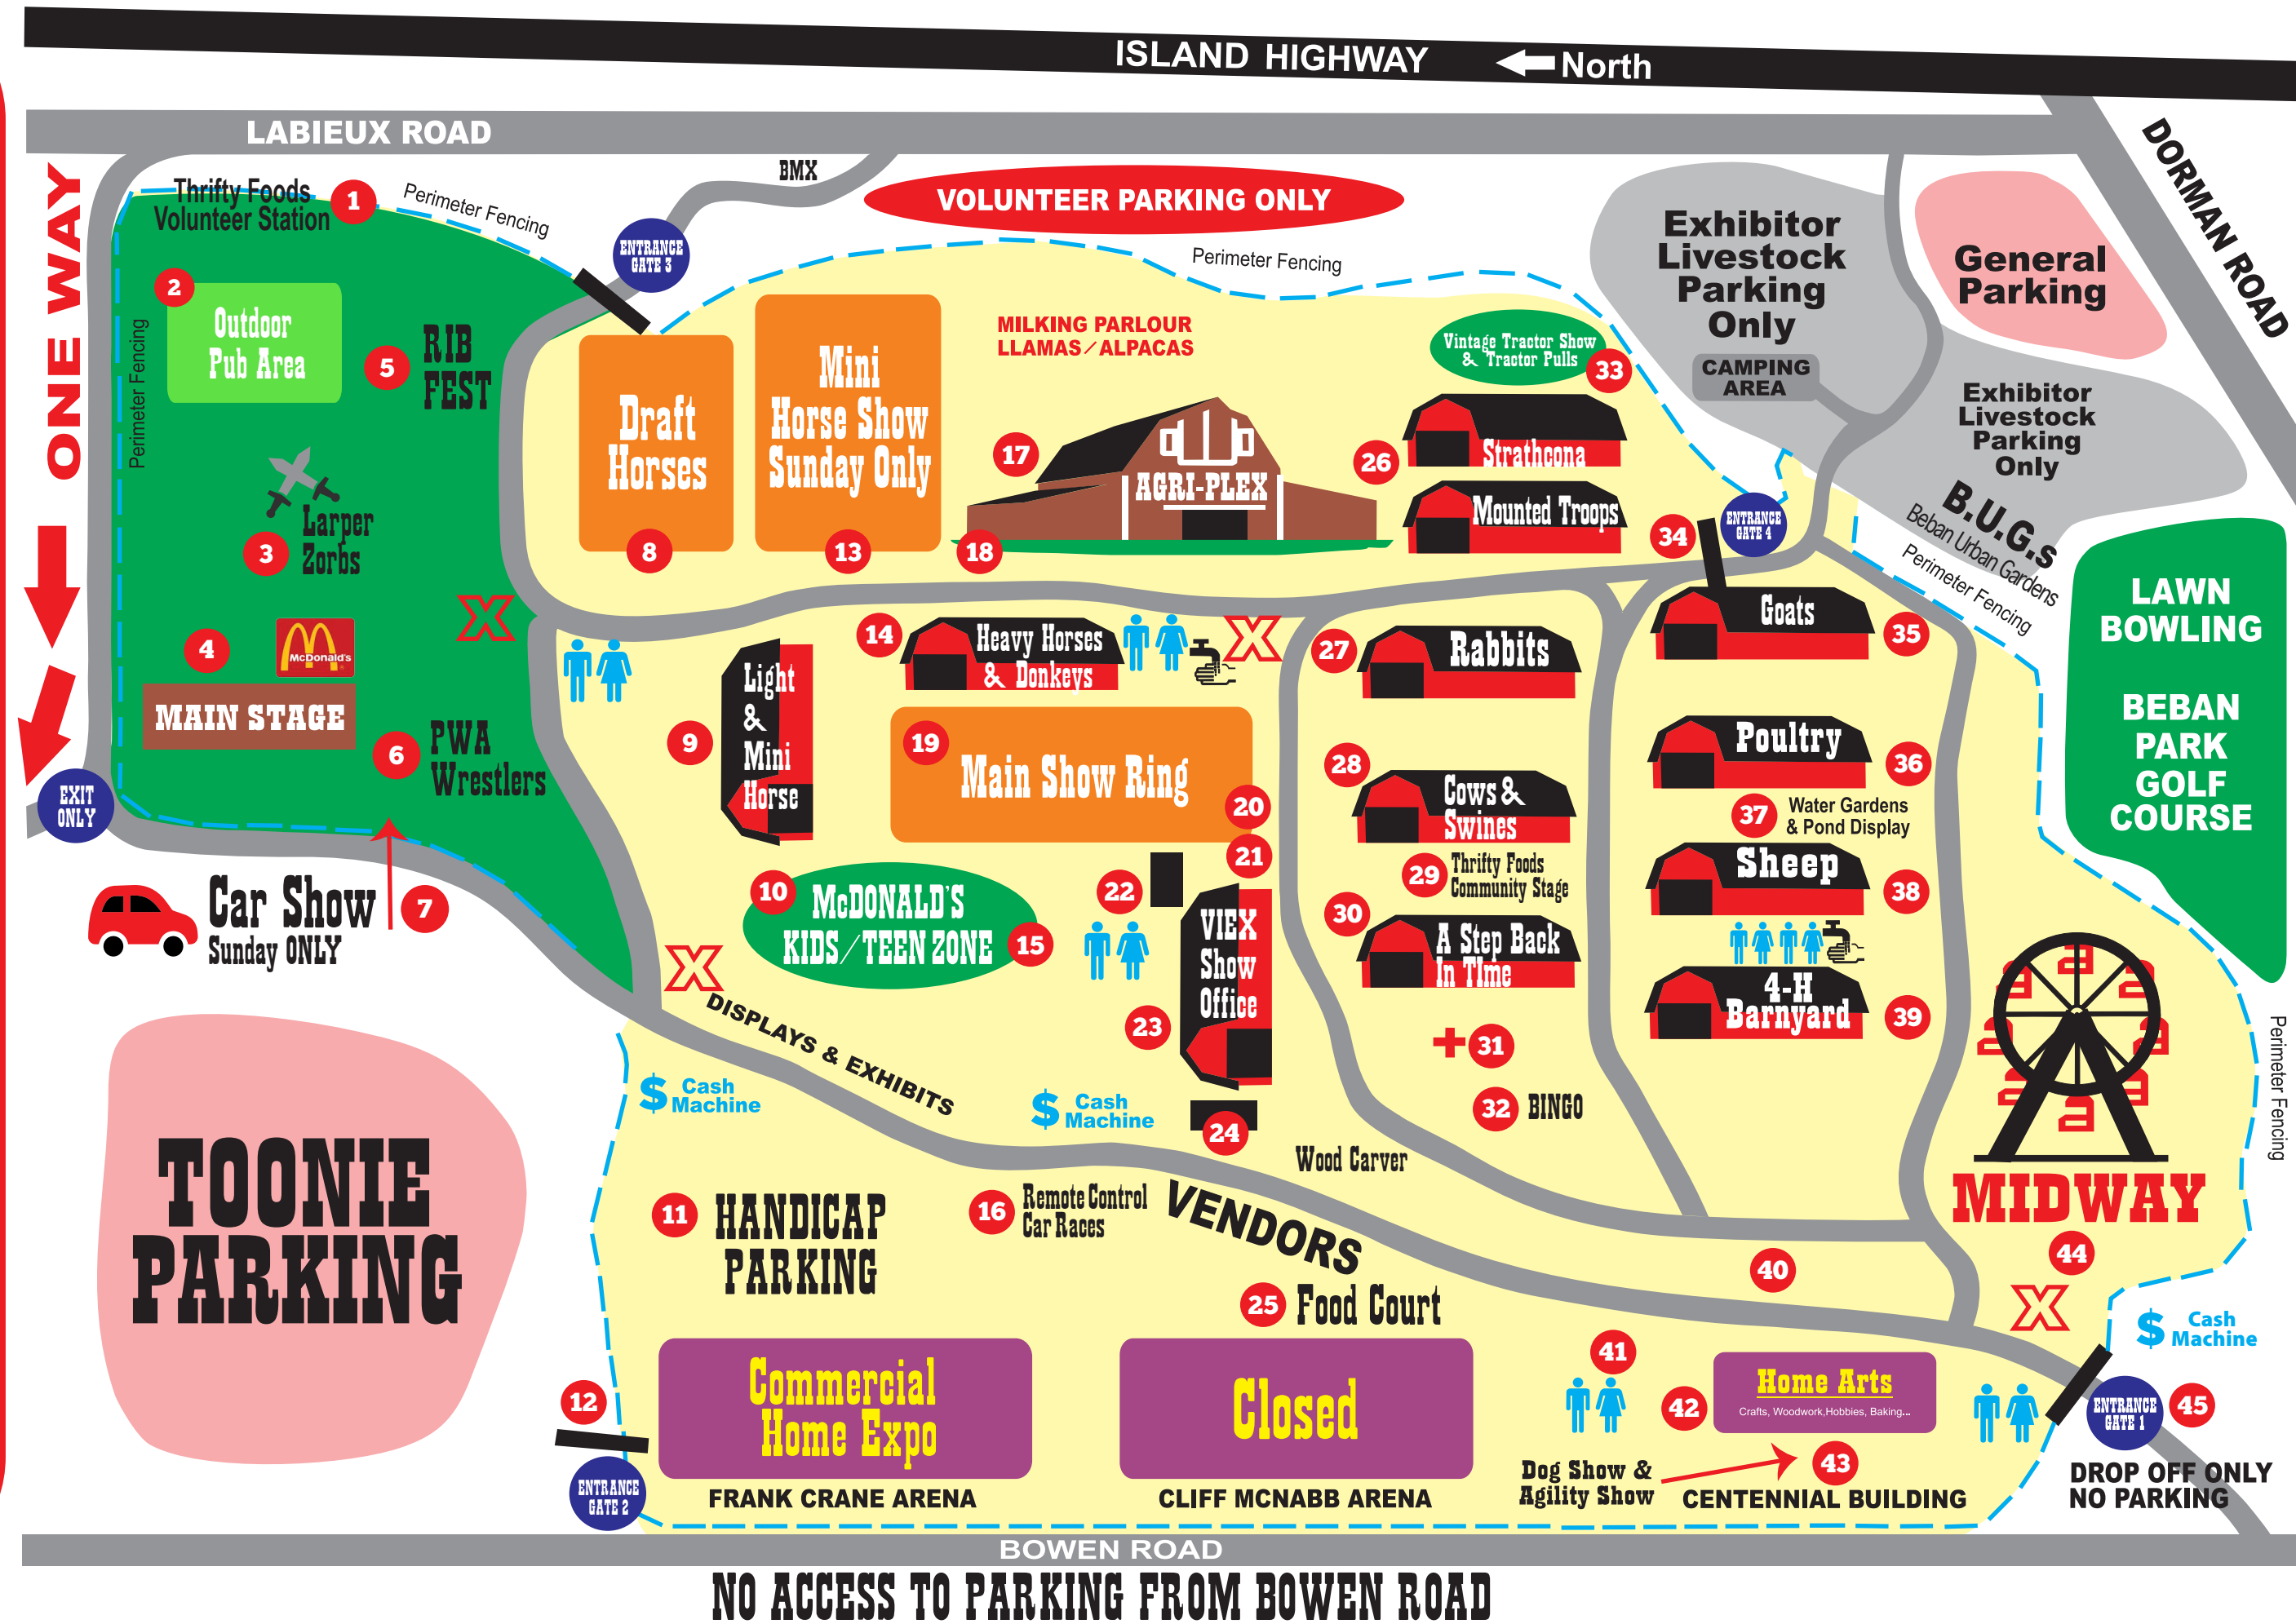 ISLAND HIGHWAY
North
LABIEUX ROAD
DORMAN ROAD
ONE WAY
BMX
VOLUNTEER PARKING ONLY
Thrifty Foods
Volunteer Station
1
Perimeter Fencing
ENTRANCE
GATE 3
Perimeter Fencing
Exhibitor
Livestock
Parking
Only
CAMPING
AREA
General
Parking
Exhibitor
Livestock
Parking
Only
B.U.G.s
Beban Urban Gardens
Perimeter Fencing
2
Outdoor
Pub Area
Perimeter Fencing
5
RIB
FEST
3
Larper
Zorbs
4
McDonald's
MAIN STAGE
6
PWA
Wrestlers
X
EXIT
ONLY
Car Show
Sunday ONLY
7
Draft
Horses
8
Mini
Horse Show
Sunday Only
13
MILKING PARLOUR
LLAMAS/ALPACAS
17
AGRI-PLEX
18
Vintage Tractor Show
& Tractor Pulls
33
26
Strathcona
Mounted Troops
34
ENTRANCE
GATE 4
LAWN
BOWLING
BEBAN
PARK
GOLF
COURSE
9
Light
&
Mini
Horse
14
Heavy Horses
& Donkeys
X
19
Main Show Ring
20
21
27
Rabbits
28
Cows &
Swines
29
Thrifty Foods
Community Stage
30
A Step Back
In TIme
31
32
BINGO
Goats
35
Poultry
36
37
Water Gardens
& Pond Display
Sheep
38
4-H
Barnyard
39
10
McDONALD'S
KIDS/TEEN ZONE
15
22
VIEX
Show
Office
23
24
X
DISPLAYS & EXHIBITS
$ Cash
Machine
$ Cash
Machine
Wood Carver
VENDORS
MIDWAY
44
Perimeter Fencing
X
$ Cash
Machine
TOONIE
PARKING
11
HANDICAP
PARKING
16
Remote Control
Car Races
25
Food Court
40
12
ENTRANCE
GATE 2
Commercial
Home Expo
FRANK CRANE ARENA
Closed
CLIFF MCNABB ARENA
41
42
Home Arts
Crafts, Woodwork,Hobbies, Baking...
43
Dog Show &
Agility Show
CENTENNIAL BUILDING
ENTRANCE
GATE 1
45
DROP OFF ONLY
NO PARKING
BOWEN ROAD
NO ACCESS TO PARKING FROM BOWEN ROAD